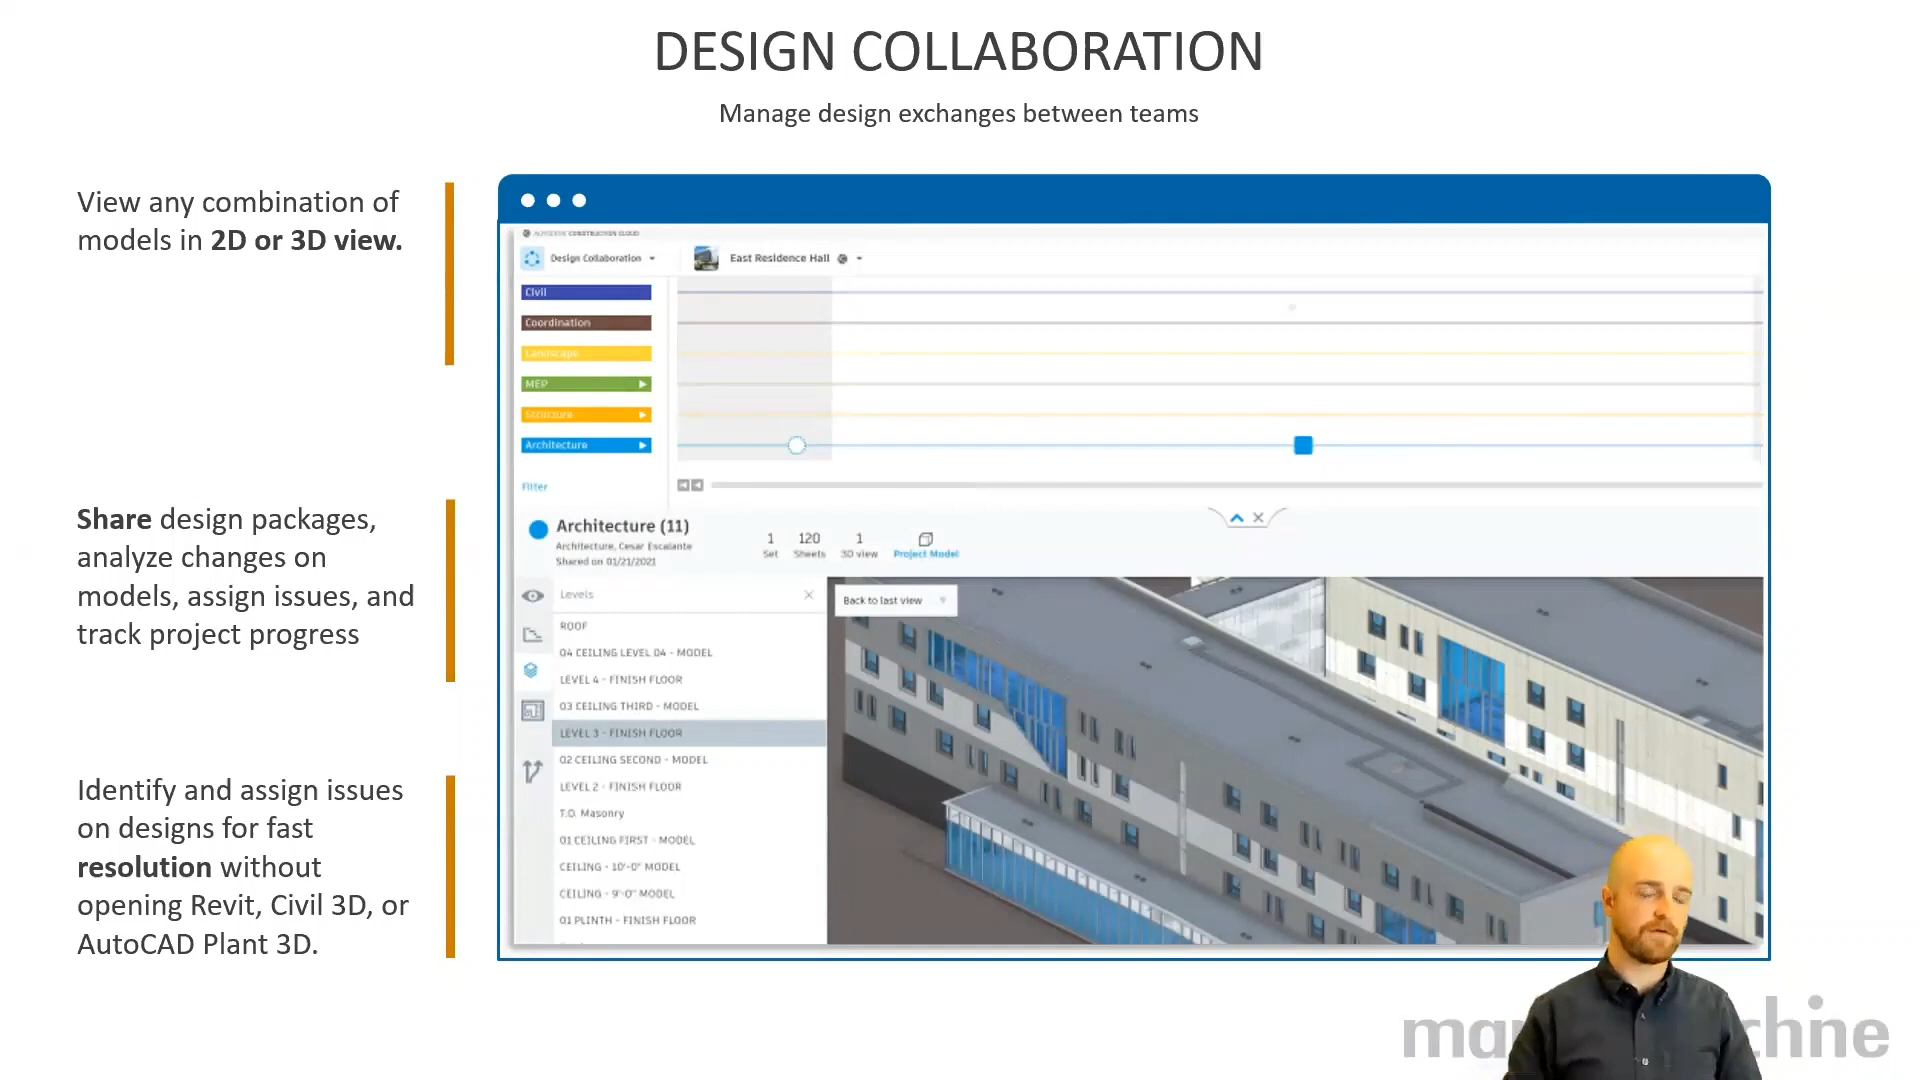 DESIGN COLLABORATION
Manage design exchanges between teams
View any combination of
models in 2D or 3D view.
Share design packages,
analyze changes on
models, assign issues, and
track project progress
Identify and assign issues
on designs for fast
resolution without
opening Revit, Civil 3D, or
AutoCAD Plant 3D.
AUTODESK CONSTRUCTION CLOUD
Design Collaboration
East Residence Hall
Civil
Coordination
Landscape
MEP
Structure
Architecture
Filter
Architecture (11)
Architecture, Cesar Escalante
Shared on 01/21/2021
1 Set
120 Sheets
1 3D view
Project Model
Levels
Back to last view
ROOF
04 CEILING LEVEL 04 - MODEL
LEVEL 4 - FINISH FLOOR
03 CEILING THIRD - MODEL
LEVEL 3 - FINISH FLOOR
02 CEILING SECOND - MODEL
LEVEL 2 - FINISH FLOOR
T.O. Masonry
01 CEILING FIRST - MODEL
CEILING - 10'-0" MODEL
CEILING - 9'-0" MODEL
01 PLINTH - FINISH FLOOR